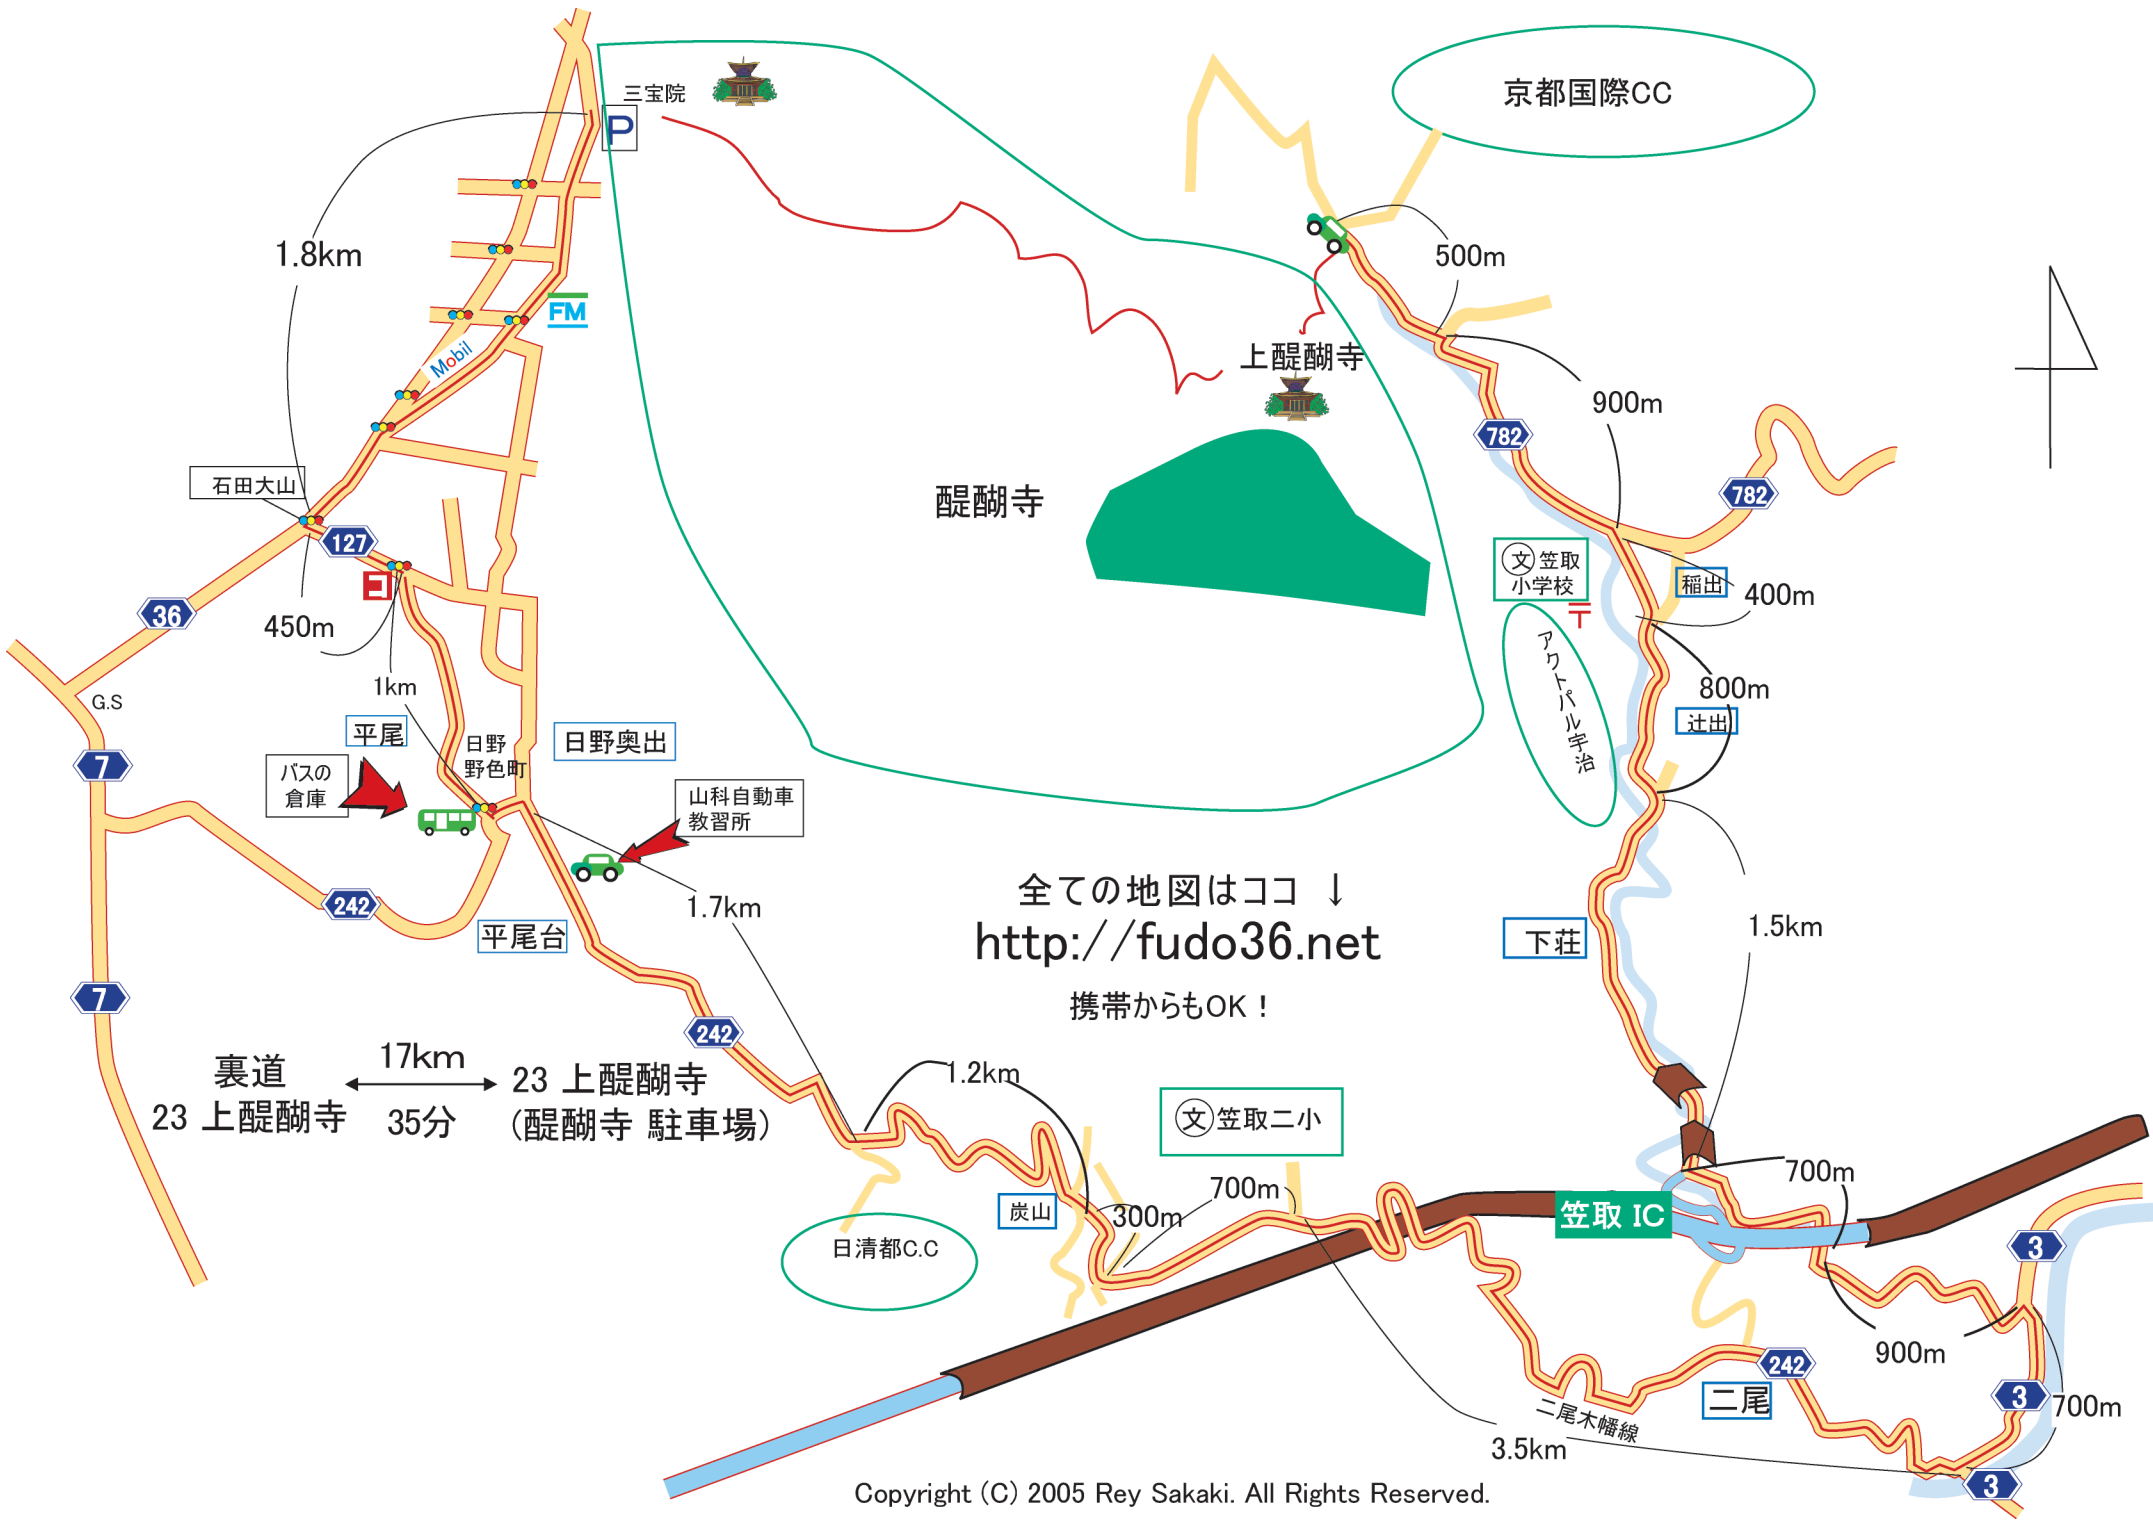 三宝院
P
京都国際CC
1.8km
500m
FM
Mobil
上醍醐寺
900m
782
782
石田大山
醍醐寺
127
文 笠取
小学校
〒
稲出
400m
36
450m
アクトパル宇治
1km
800m
G.S
平尾
日野
野色町
日野奥出
辻出
7
バスの
倉庫
山科自動車
教習所
242
1.7km
全ての地図はココ ↓
http://fudo36.net
携帯からもOK！
平尾台
下荘
1.5km
7
242
裏道
23 上醍醐寺
17km
35分
23 上醍醐寺
(醍醐寺 駐車場)
1.2km
文 笠取二小
炭山
300m
700m
700m
笠取 IC
日清都C.C
3
900m
242
二尾
3
700m
二尾木幡線
3.5km
3
Copyright (C) 2005 Rey Sakaki. All Rights Reserved.